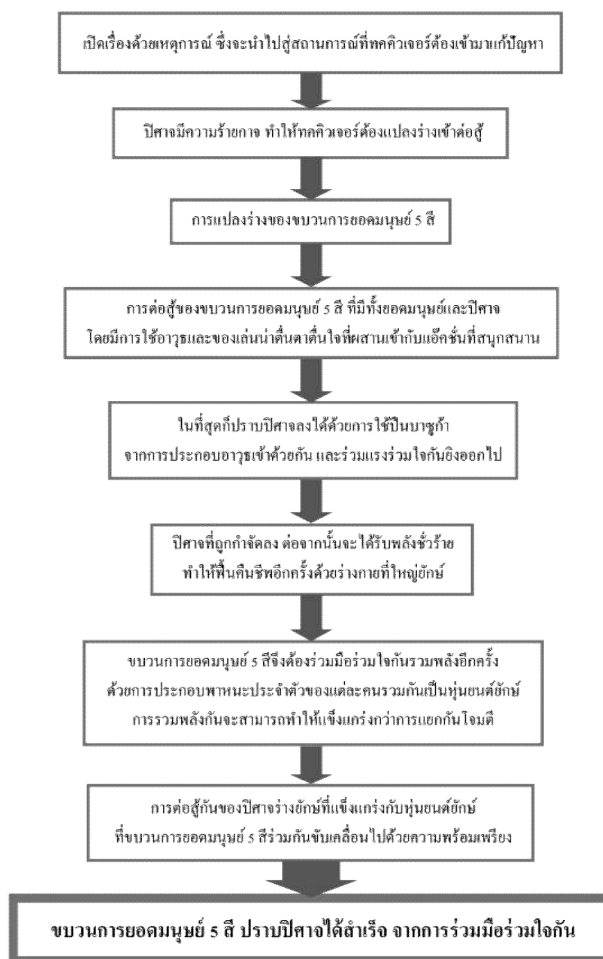 เปิดเรื่องด้วยเหตุการณ์ ซึ่งจะนำไปสู่สถานการณ์ที่ทคคิวเจอร์ต้องเข้ามาแก้ปัญหา
ปีศาจมีความร้ายกาจ ทำให้ทคคิวเจอร์ต้องแปลงร่างเข้าต่อสู้
การแปลงร่างของขบวนการยอดมนุษย์ 5 สี
การต่อสู้ของขบวนการยอดมนุษย์ 5 สี ที่มีทั้งยอดมนุษย์และปีศาจ
โดยมีการใช้อาวุธและของเล่นน่าตื่นตาตื่นใจที่ผสานเข้ากับแอ๊คชั่นที่สนุกสนาน
ในที่สุดก็ปราบปีศาจลงได้ด้วยการใช้ปืนบาซูก้า
จากการประกอบอาวุธเข้าด้วยกัน และร่วมแรงร่วมใจกันยิงออกไป
ปีศาจที่ถูกกำจัดลง ต่อจากนั้นจะได้รับพลังชั่วร้าย
ทำให้ฟื้นคืนชีพอีกครั้งด้วยร่างกายที่ใหญ่ยักษ์
ขบวนการยอดมนุษย์ 5 สีจึงต้องร่วมมือร่วมใจกันรวมพลังอีกครั้ง
ด้วยการประกอบพาหนะประจำตัวของแต่ละคนรวมกันเป็นหุ่นยนต์ยักษ์
การรวมพลังกันจะสามารถทำให้แข็งแกร่งกว่าการแยกกันโจมตี
การต่อสู้กันของปีศาจร่างยักษ์ที่แข็งแกร่งกับหุ่นยนต์ยักษ์
ที่ขบวนการยอดมนุษย์ 5 สีร่วมกันขับเคลื่อนไปด้วยความพร้อมเพรียง
ขบวนการยอดมนุษย์ 5 สี ปราบปีศาจได้สำเร็จ จากการร่วมมือร่วมใจกัน